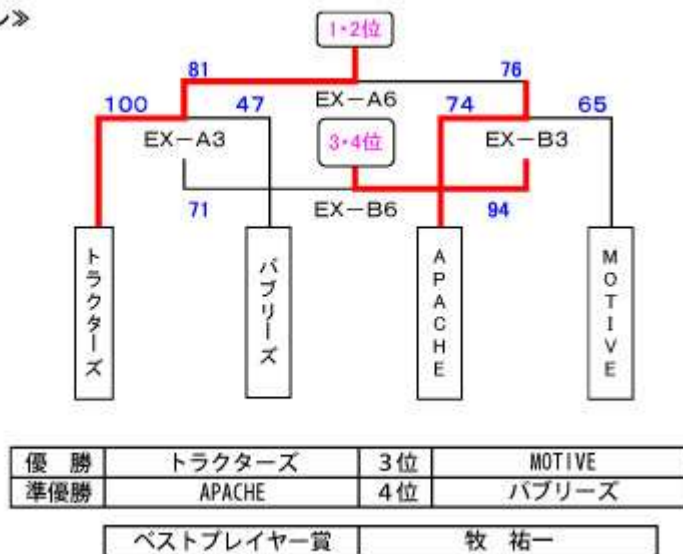 ン≫
1・2位
81 76
100 47 EX－A6 74 65
EX－A3 3・4位 EX－B3
71 EX－B6 94
トラクターズ
バブリーズ
APACHE
MOTIVE
優 勝 トラクターズ 3位 MOTIVE
準優勝 APACHE 4位 バブリーズ
ベストプレイヤー賞 牧 祐一